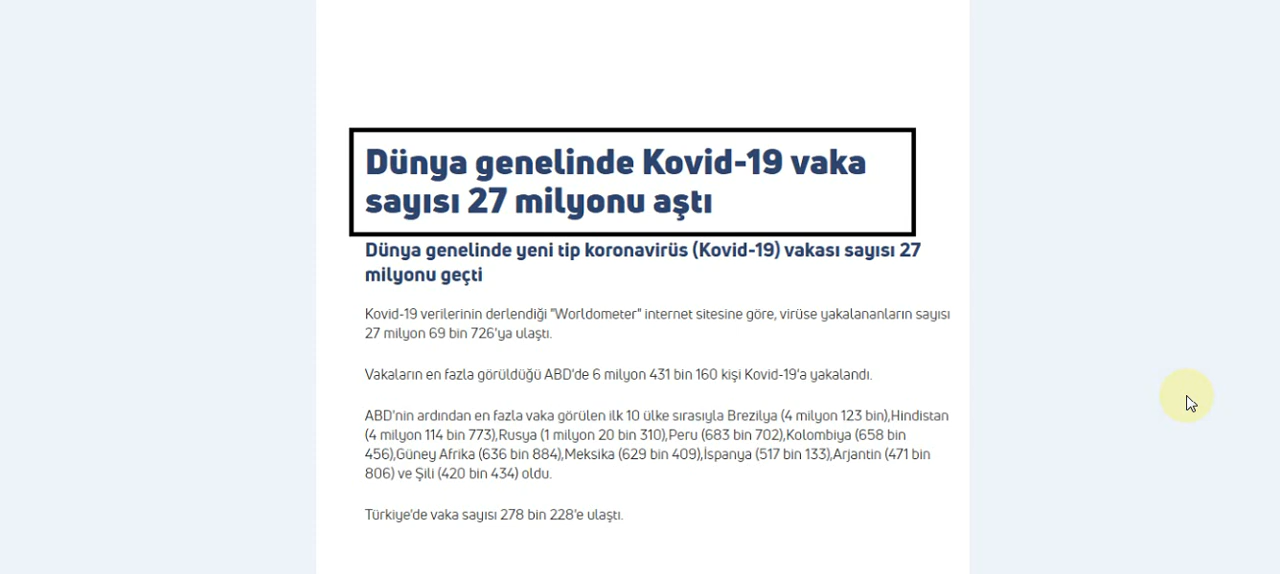 Dünya genelinde Kovid-19 vaka
sayısı 27 milyonu aştı
Dünya genelinde yeni tip koronavirüs (Kovid-19) vakası sayısı 27
milyonu geçti
Kovid-19 verilerinin derlendiği "Worldometer" internet sitesine göre, virüse yakalananların sayısı
27 milyon 69 bin 726'ya ulaştı.
Vakaların en fazla görüldüğü ABD'de 6 milyon 431 bin 160 kişi Kovid-19'a yakalandı.
ABD'nin ardından en fazla vaka görülen ilk 10 ülke sırasıyla Brezilya (4 milyon 123 bin),Hindistan
(4 milyon 114 bin 773),Rusya (1 milyon 20 bin 310),Peru (683 bin 702),Kolombiya (658 bin
456),Güney Afrika (636 bin 884),Meksika (629 bin 409),İspanya (517 bin 133),Arjantin (471 bin
806) ve Şili (420 bin 434) oldu.
Türkiye'de vaka sayısı 278 bin 228'e ulaştı.